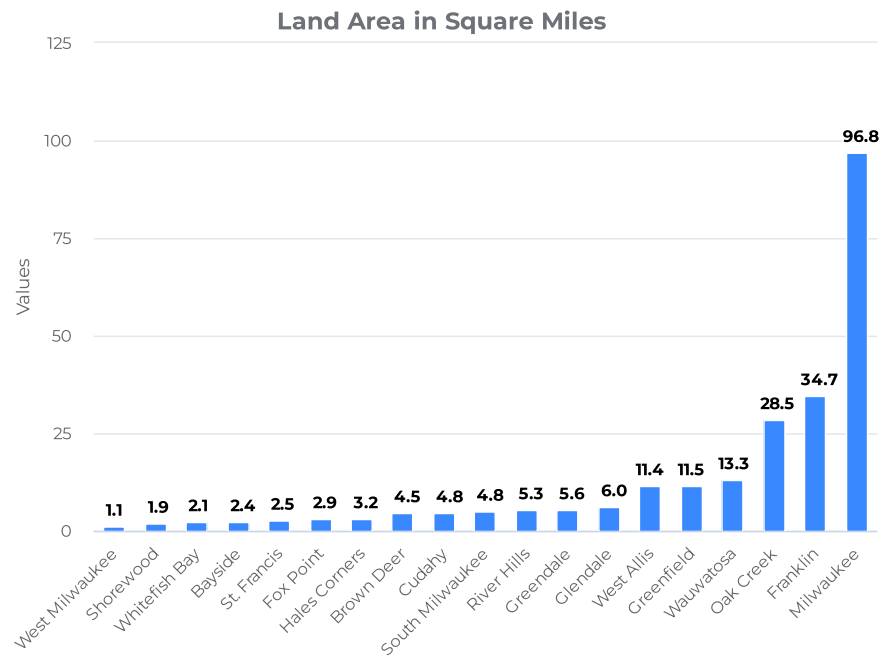 Land Area in Square Miles
125
100
75
50
25
0
Values
1.1
1.9
2.1
2.4
2.5
2.9
3.2
4.5
4.8
4.8
5.3
5.6
6.0
11.4
11.5
13.3
28.5
34.7
96.8
West Milwaukee
Shorewood
Whitefish Bay
Bayside
St. Francis
Fox Point
Hales Corners
Brown Deer
Cudahy
South Milwaukee
River Hills
Greendale
Glendale
West Allis
Greenfield
Wauwatosa
Oak Creek
Franklin
Milwaukee